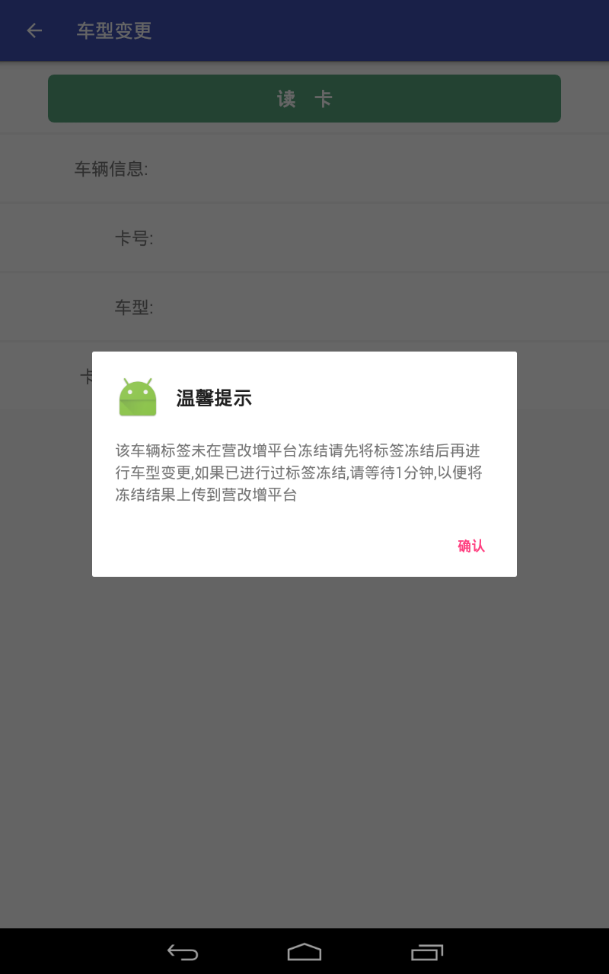 车型变更
读 卡
车辆信息:
卡号:
车型:
卡
温馨提示
该车辆标签未在营改增平台冻结请先将标签冻结后再进
行车型变更,如果已进行过标签冻结,请等待1分钟,以便将
冻结结果上传到营改增平台
确认